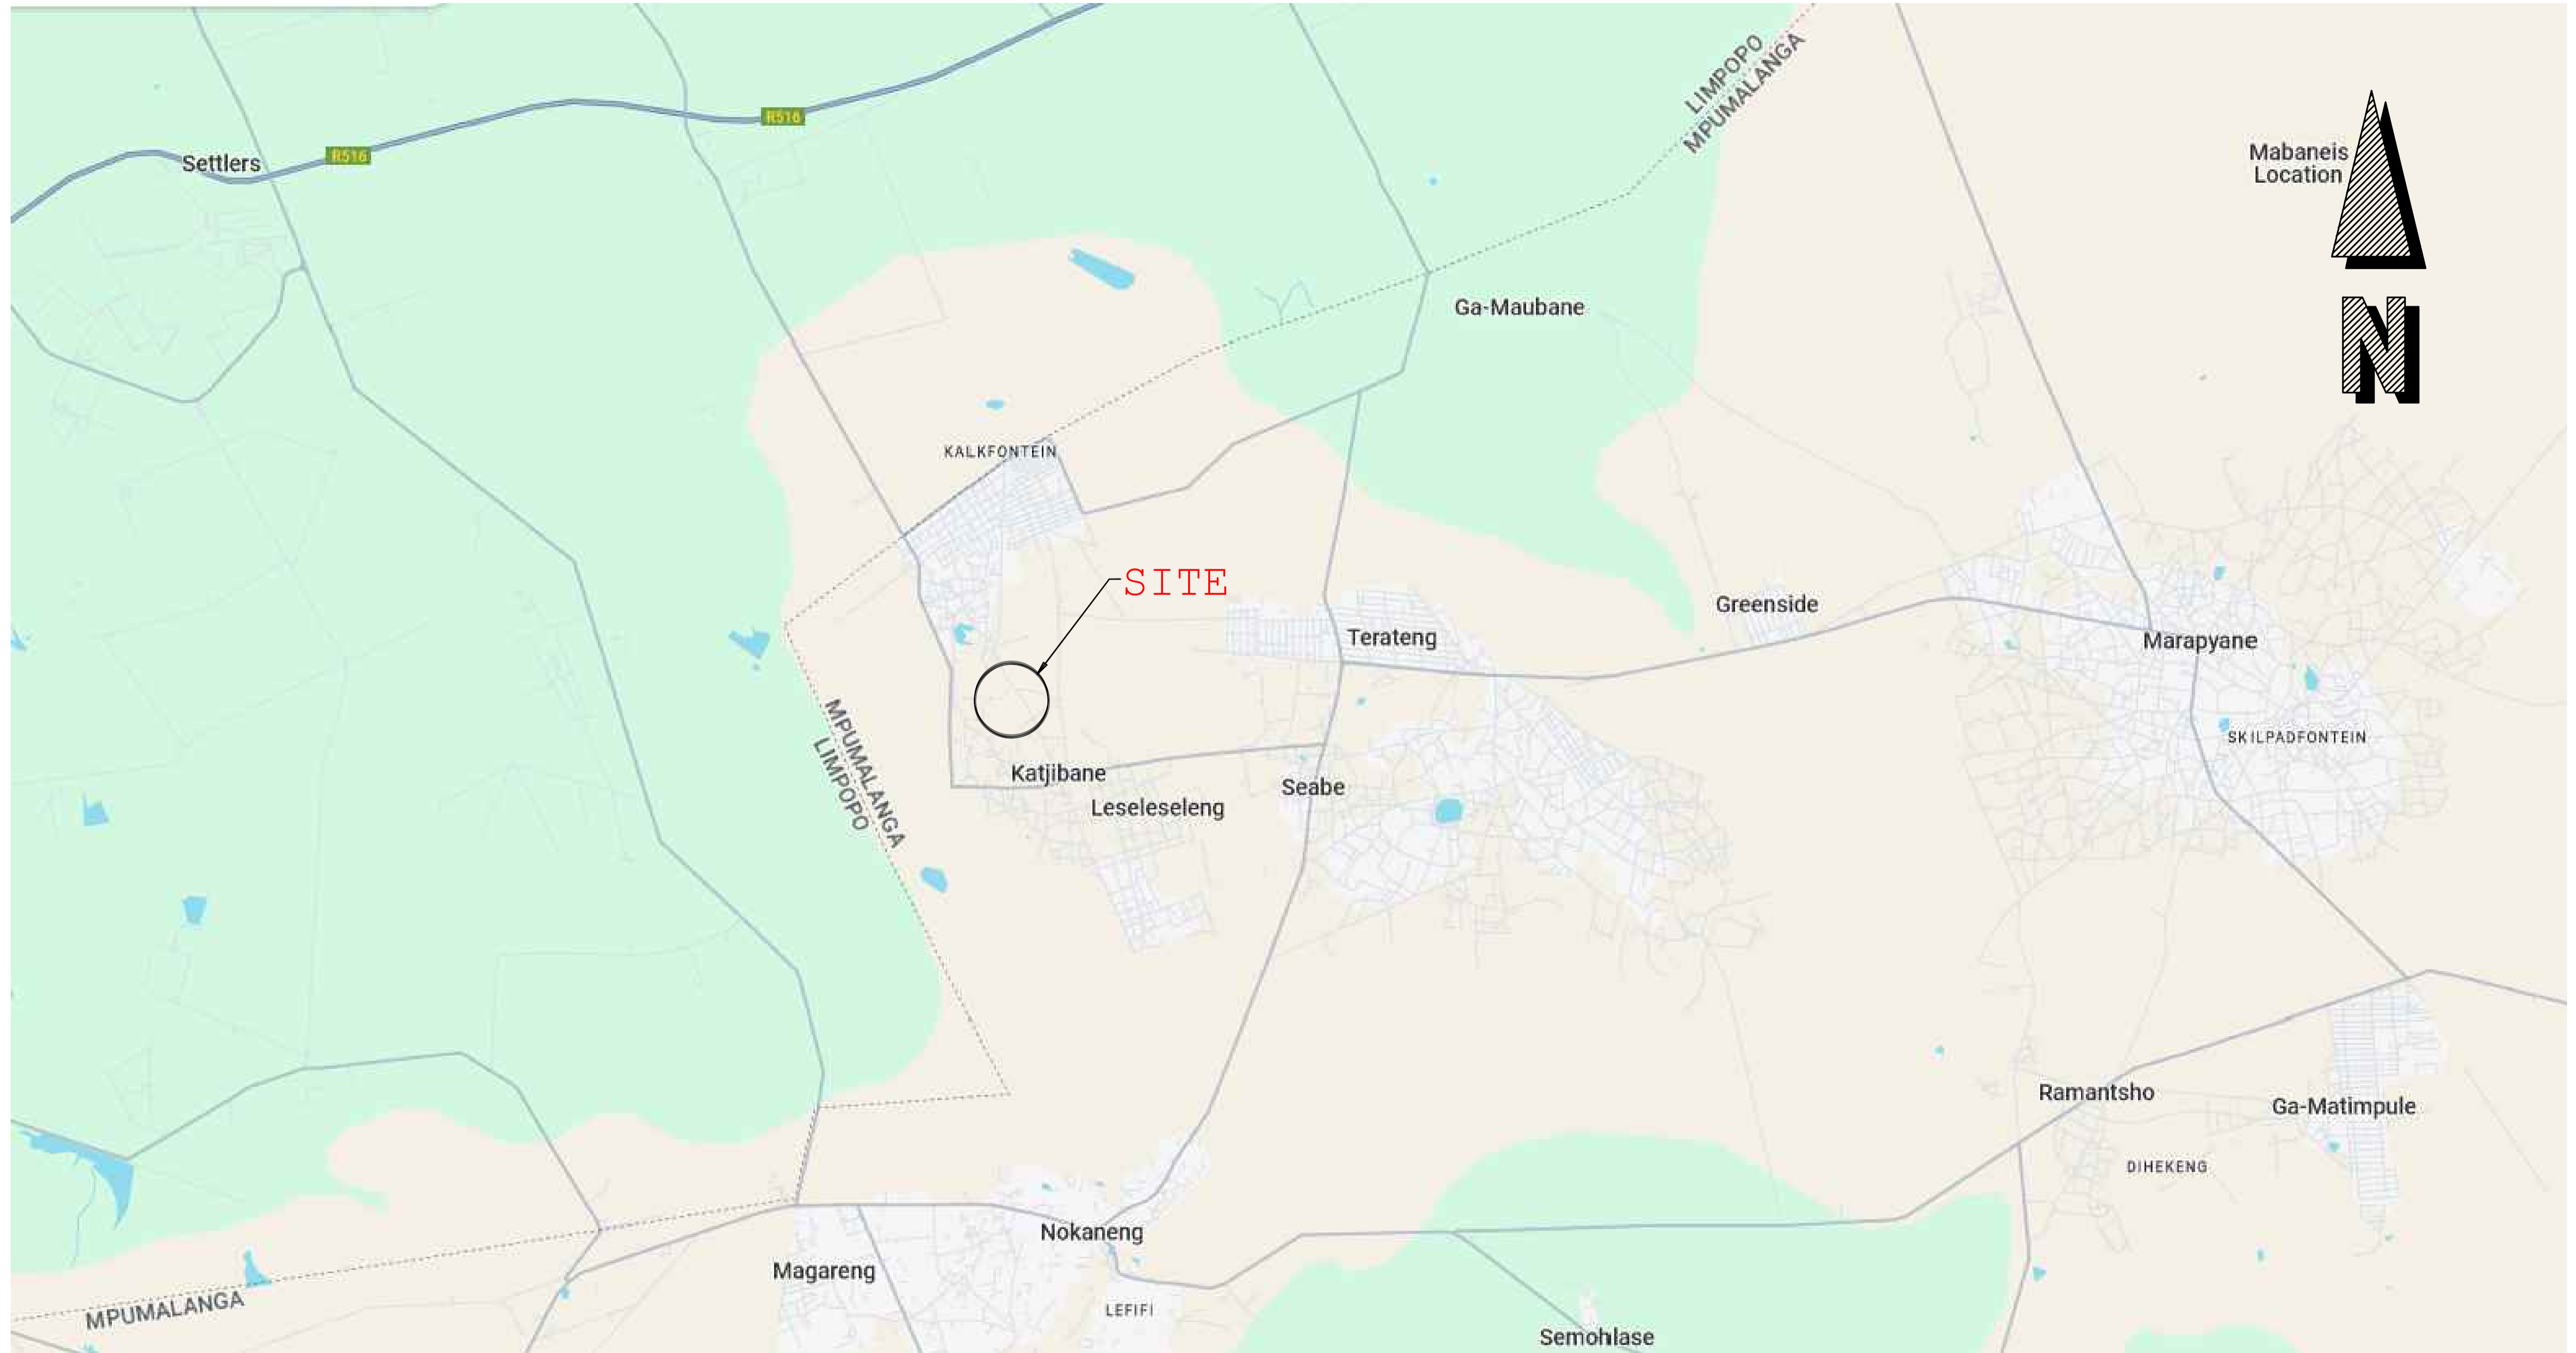 LIMPOPO
MPUMALANGA
R516
R516
Settlers
Mabaneis
Location
N
Ga-Maubane
KALKFONTEIN
SITE
Greenside
Terateng
Marapyane
MPUMALANGA
LIMPOPO
SKILPADFONTEIN
Katjibane
Seabe
Leseleseleng
Ramantsho
Ga-Matimpule
DIHEKENG
Nokaneng
Magareng
MPUMALANGA
LEFIFI
Semohlase